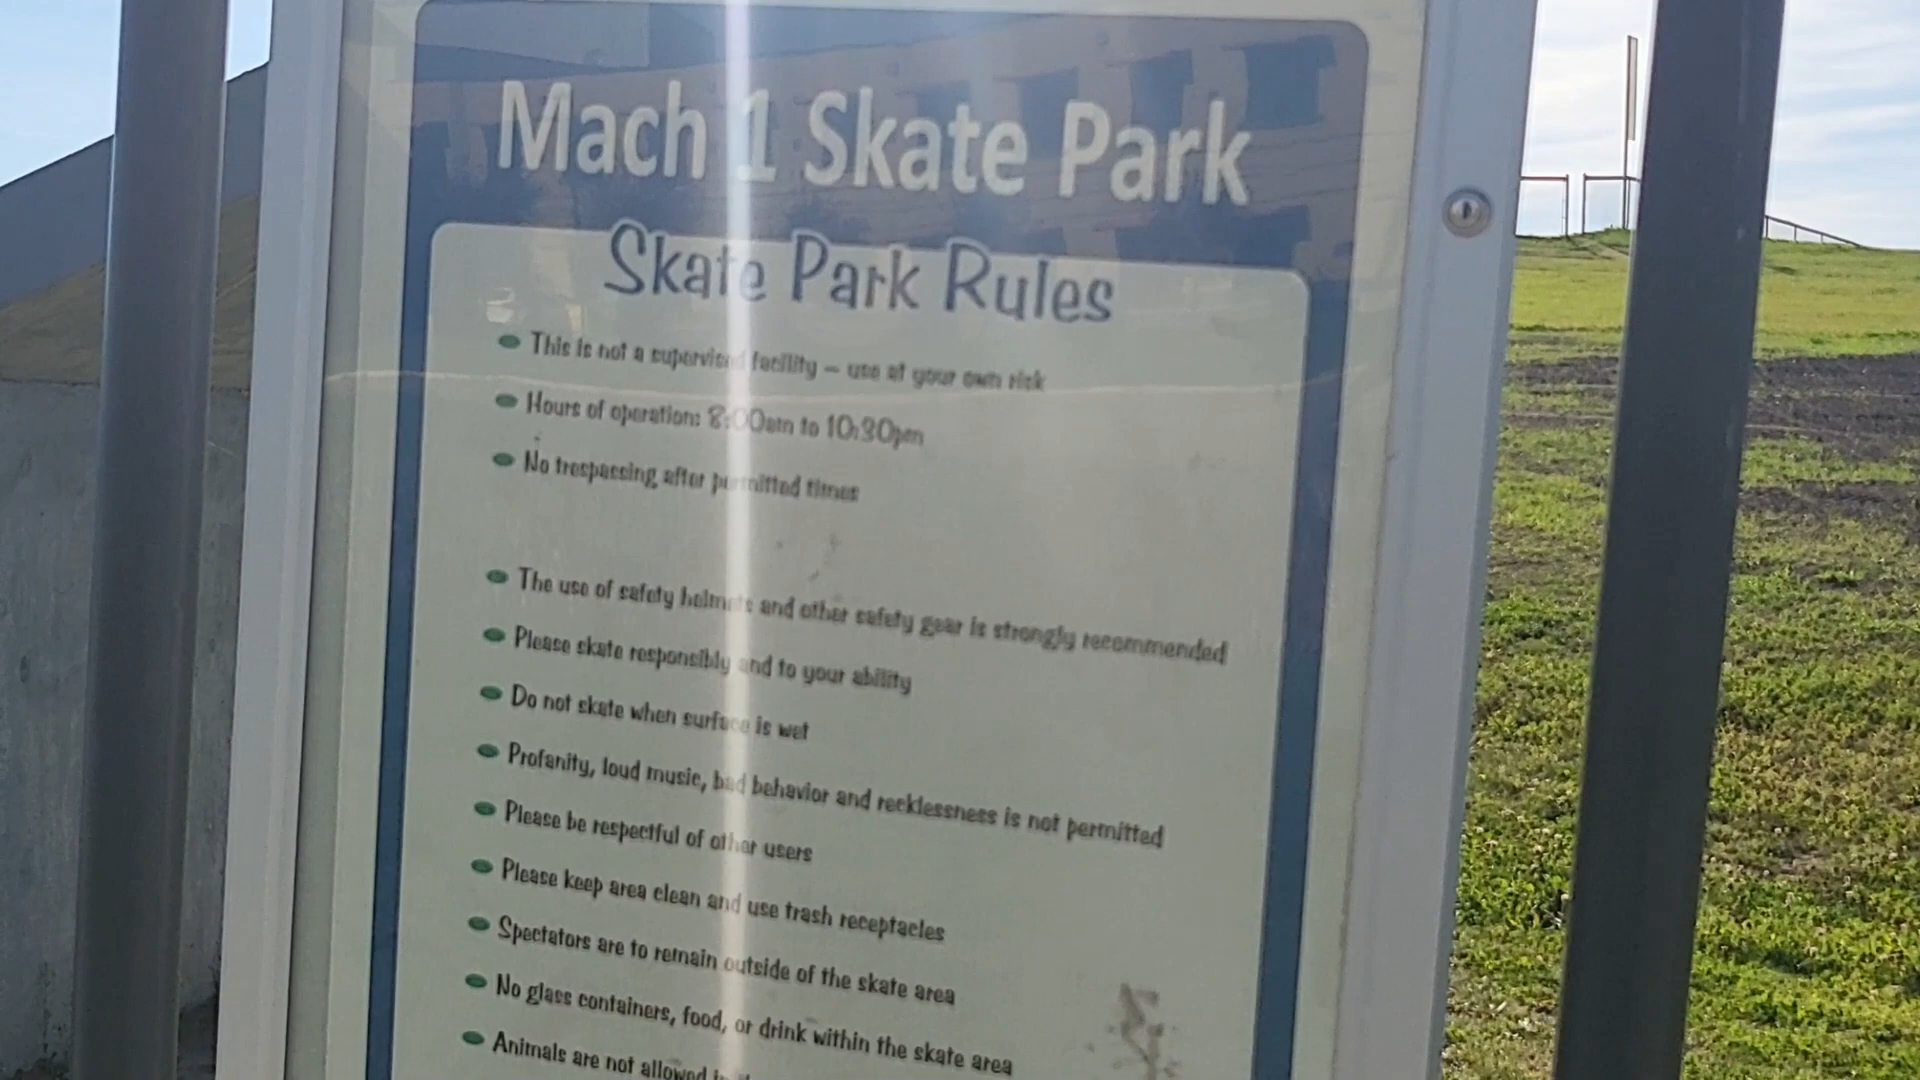 Mach 1 Skate Park
Skate Park Rules
This is not a supervised facility – use at your own risk
Hours of operation: 8:00am to 10:30pm
No trespassing after permitted times
The use of safety helmets and other safety gear is strongly recommended
Please skate responsibly and to your ability
Do not skate when surface is wet
Profanity, loud music, bad behavior and recklessness is not permitted
Please be respectful of other users
Please keep area clean and use trash receptacles
Spectators are to remain outside of the skate area
No glass containers, food, or drink within the skate area
Animals are not allowed